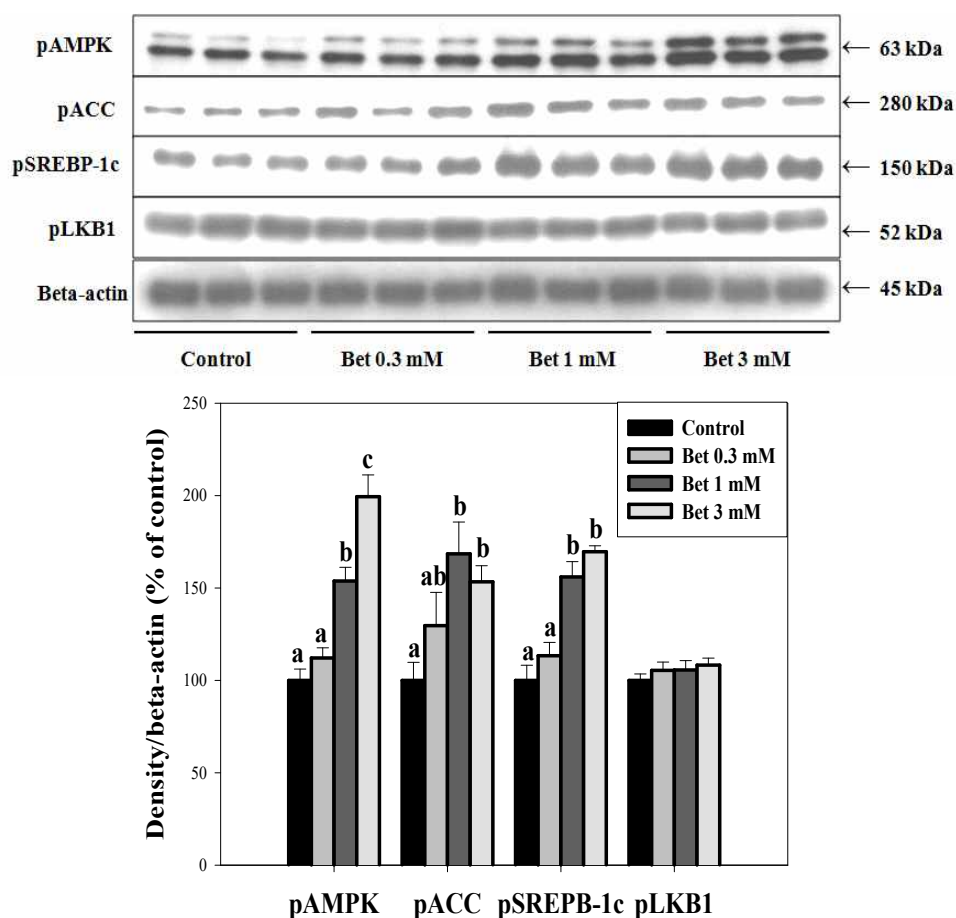 pAMPK ← 63 kDa
pACC ← 280 kDa
pSREBP-1c ← 150 kDa
pLKB1 ← 52 kDa
Beta-actin ← 45 kDa
Control Bet 0.3 mM Bet 1 mM Bet 3 mM
Density/beta-actin (% of control)
250
200
150
100
50
0
Control
Bet 0.3 mM
Bet 1 mM
Bet 3 mM
a a b c
a ab b b
a a b b
pAMPK pACC pSREPB-1c pLKB1